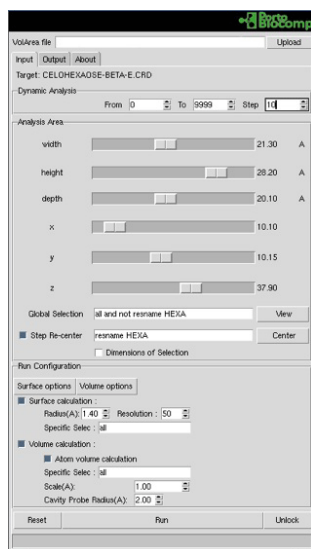 Porto
Biocomp
VolArea file Upload
Input Output About
Target: CELOHEXAOSE-BETA-E.CRD
Dynamic Analysis
From 0 To 9999 Step 10
Analysis Area
width 21.30 A
height 28.20 A
depth 20.10 A
x 10.10
y 10.15
z 37.90
Global Selection all and not resname HEXA View
Step Re-center resname HEXA Center
Dimensions of Selection
Run Configuration
Surface options Volume options
Surface calculation :
Radius(A): 1.40 Resolution : 50
Specific Selec : all
Volume calculation :
Atom volume calculation
Specific Selec : all
Scale(A): 1.00
Cavity Probe Radius(A): 2.00
Reset Run Unlock